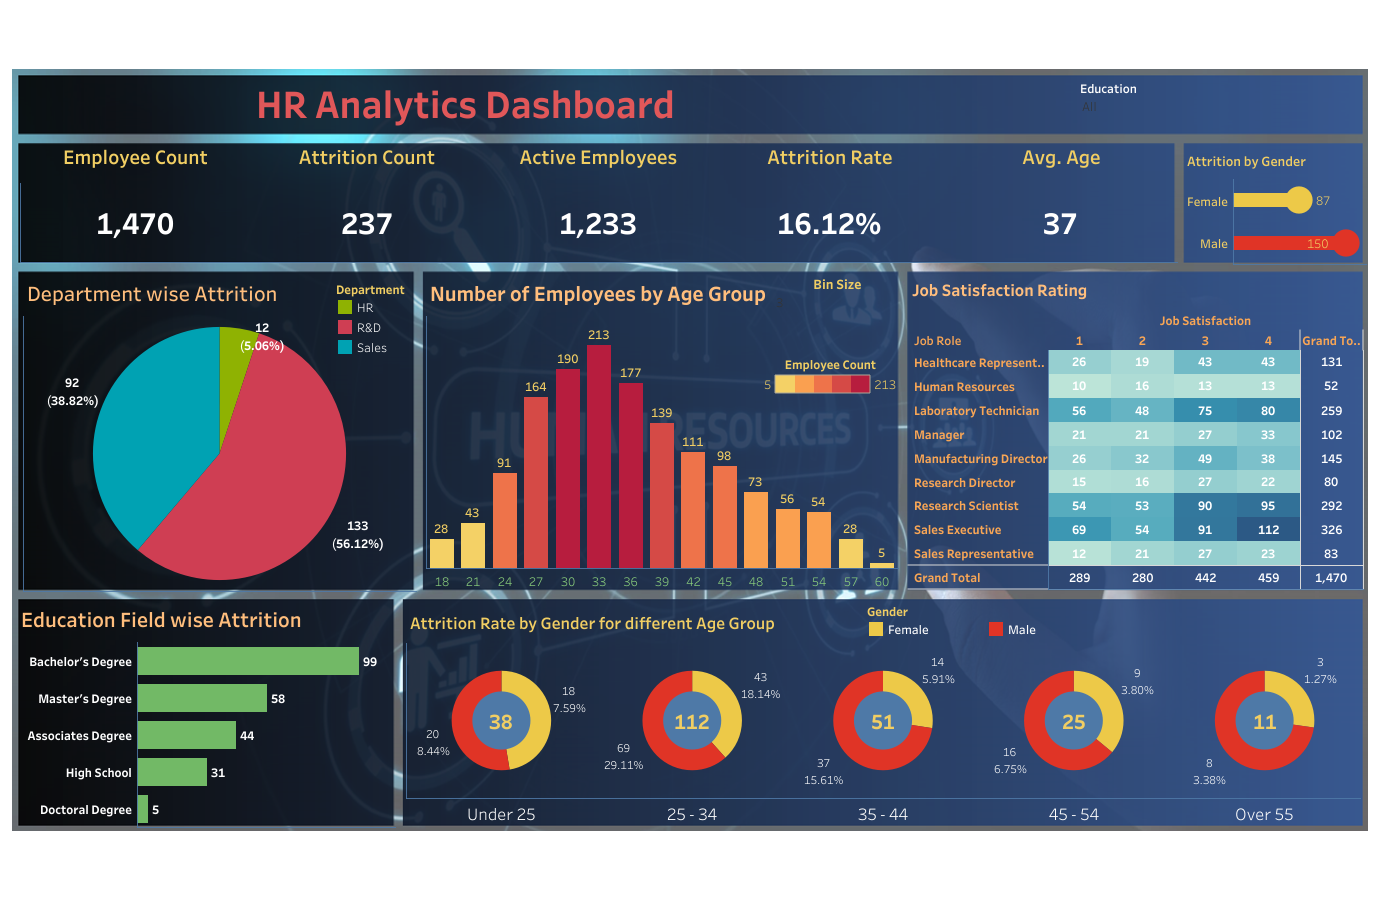 HR Analytics Dashboard
Education
All
Employee Count Attrition Count Active Employees Attrition Rate Avg. Age
1,470 237 1,233 16.12% 37
Attrition by Gender
Female 87
Male 150
Department wise Attrition
Department
HR
R&D
Sales
12
(5.06%)
92
(38.82%)
133
(56.12%)
Number of Employees by Age Group
Bin Size
Employee Count
5 213
28 43 91 164 190 213 177 139 111 98 73 56 54 28 5
18 21 24 27 30 33 36 39 42 45 48 51 54 57 60
HUMAN RESOURCES
Job Satisfaction Rating
Job Satisfaction
Job Role 1 2 3 4 Grand To..
Healthcare Represent.. 26 19 43 43 131
Human Resources 10 16 13 13 52
Laboratory Technician 56 48 75 80 259
Manager 21 21 27 33 102
Manufacturing Director 26 32 49 38 145
Research Director 15 16 27 22 80
Research Scientist 54 53 90 95 292
Sales Executive 69 54 91 112 326
Sales Representative 12 21 27 23 83
Grand Total 289 280 442 459 1,470
Education Field wise Attrition
Bachelor’s Degree 99
Master’s Degree 58
Associates Degree 44
High School 31
Doctoral Degree 5
Attrition Rate by Gender for different Age Group
Gender
Female Male
18
7.59%
38
20
8.44%
Under 25
43
18.14%
112
69
29.11%
25 - 34
14
5.91%
51
37
15.61%
35 - 44
9
3.80%
25
16
6.75%
45 - 54
3
1.27%
11
8
3.38%
Over 55